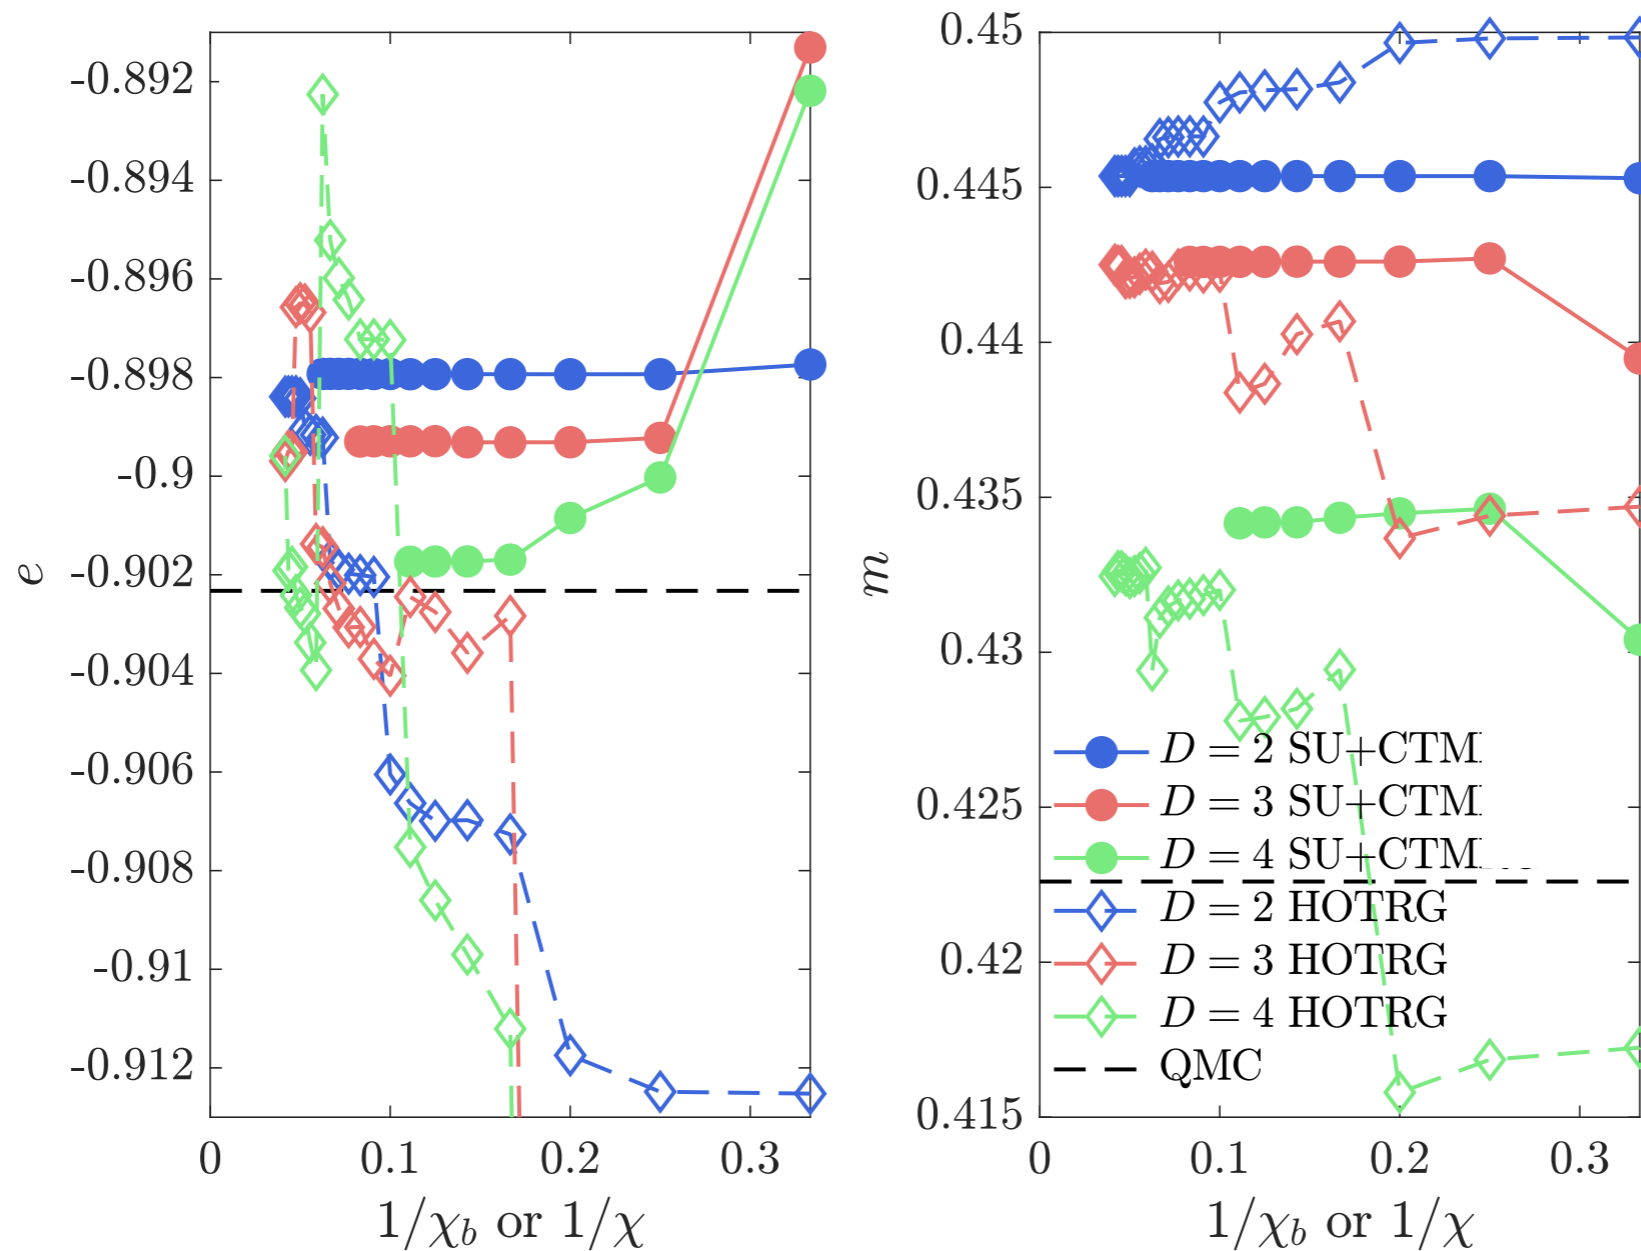 -0.892
-0.894
-0.896
-0.898
-0.9
-0.902
-0.904
-0.906
-0.908
-0.91
-0.912
e
0
0.1
0.2
0.3
1/χ_b or 1/χ
0.45
0.445
0.44
0.435
0.43
0.425
0.42
0.415
m
D = 2 SU+CTM
D = 3 SU+CTM
D = 4 SU+CTM
D = 2 HOTRG
D = 3 HOTRG
D = 4 HOTRG
QMC
0
0.1
0.2
0.3
1/χ_b or 1/χ